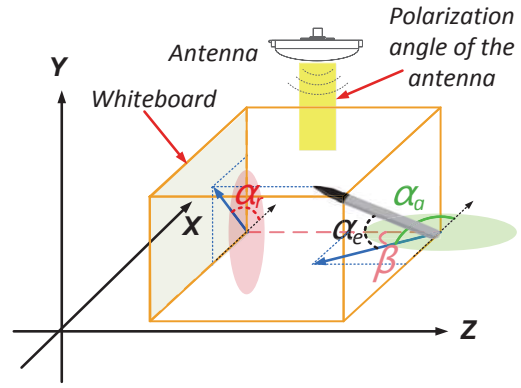 Polarization
angle of the
antenna
Antenna
Y
Whiteboard
X
αr
αa
αe
β
Z